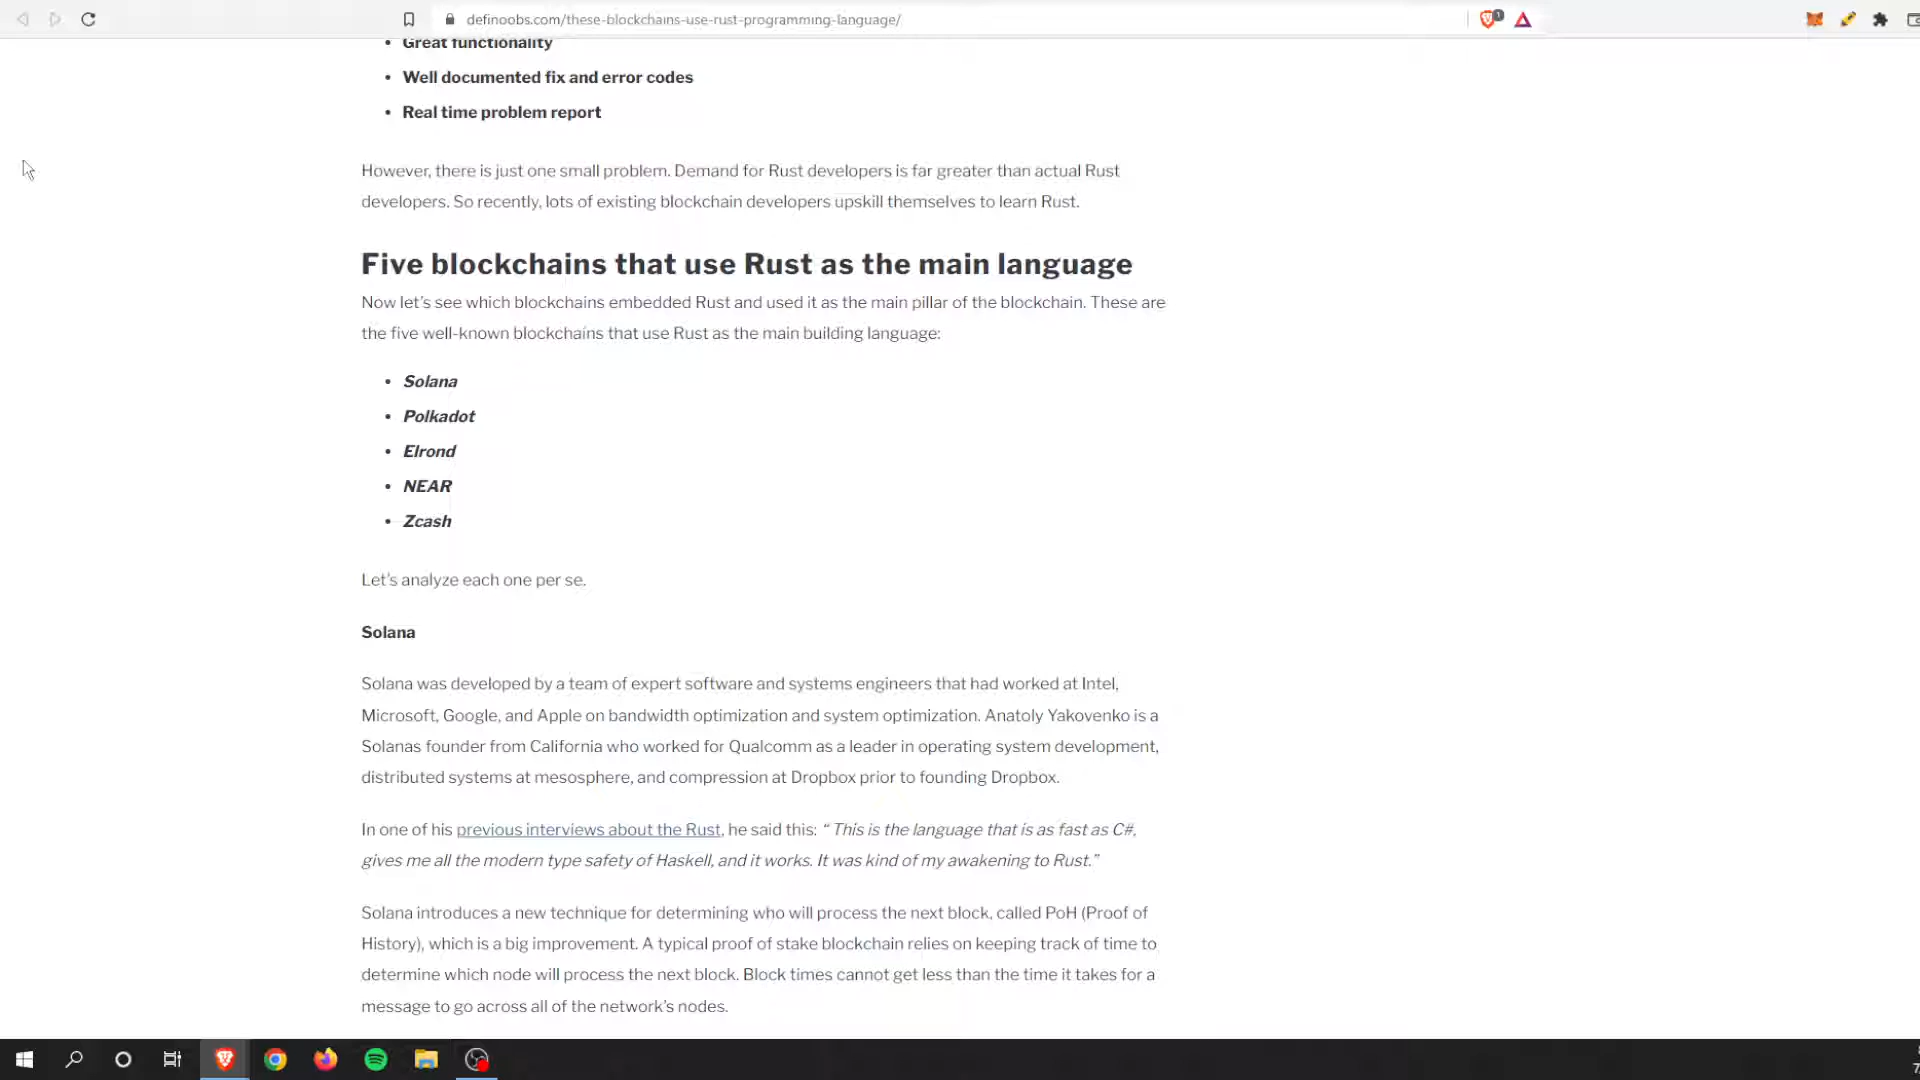 definoobs.com/these-blockchains-use-rust-programming-language/
1
• Great functionality
• Well documented fix and error codes
• Real time problem report
However, there is just one small problem. Demand for Rust developers is far greater than actual Rust
developers. So recently, lots of existing blockchain developers upskill themselves to learn Rust.
Five blockchains that use Rust as the main language
Now let's see which blockchains embedded Rust and used it as the main pillar of the blockchain. These are
the five well-known blockchains that use Rust as the main building language:
• Solana
• Polkadot
• Elrond
• NEAR
• Zcash
Let's analyze each one per se.
Solana
Solana was developed by a team of expert software and systems engineers that had worked at Intel,
Microsoft, Google, and Apple on bandwidth optimization and system optimization. Anatoly Yakovenko is a
Solanas founder from California who worked for Qualcomm as a leader in operating system development,
distributed systems at mesosphere, and compression at Dropbox prior to founding Dropbox.
In one of his previous interviews about the Rust, he said this: “ This is the language that is as fast as C#,
gives me all the modern type safety of Haskell, and it works. It was kind of my awakening to Rust.”
Solana introduces a new technique for determining who will process the next block, called PoH (Proof of
History), which is a big improvement. A typical proof of stake blockchain relies on keeping track of time to
determine which node will process the next block. Block times cannot get less than the time it takes for a
message to go across all of the network's nodes.